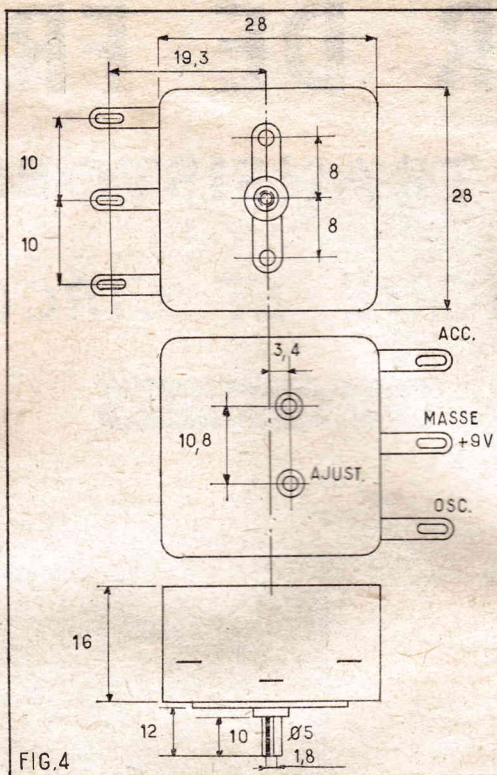 28
19,3
10
8
28
10
8
3,4
ACC.
MASSE
+9V
10,8
AJUST.
OSC.
16
12
10
Ø5
1,8
FIG.4